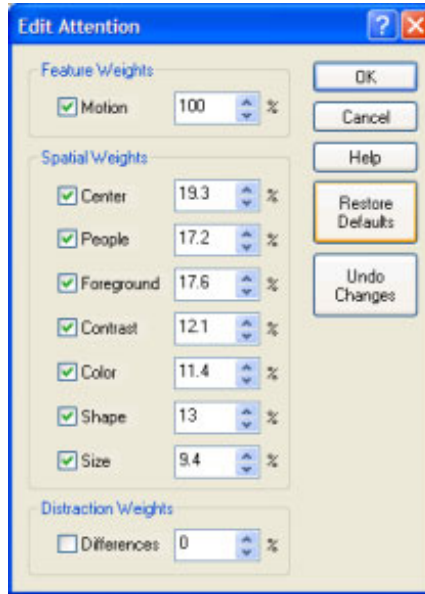 Edit Attention
Feature Weights
Motion 100 %
Spatial Weights
Center 19.3 %
People 17.2 %
Foreground 17.6 %
Contrast 12.1 %
Color 11.4 %
Shape 13 %
Size 9.4 %
Distraction Weights
Differences 0 %
OK
Cancel
Help
Restore
Defaults
Undo
Changes